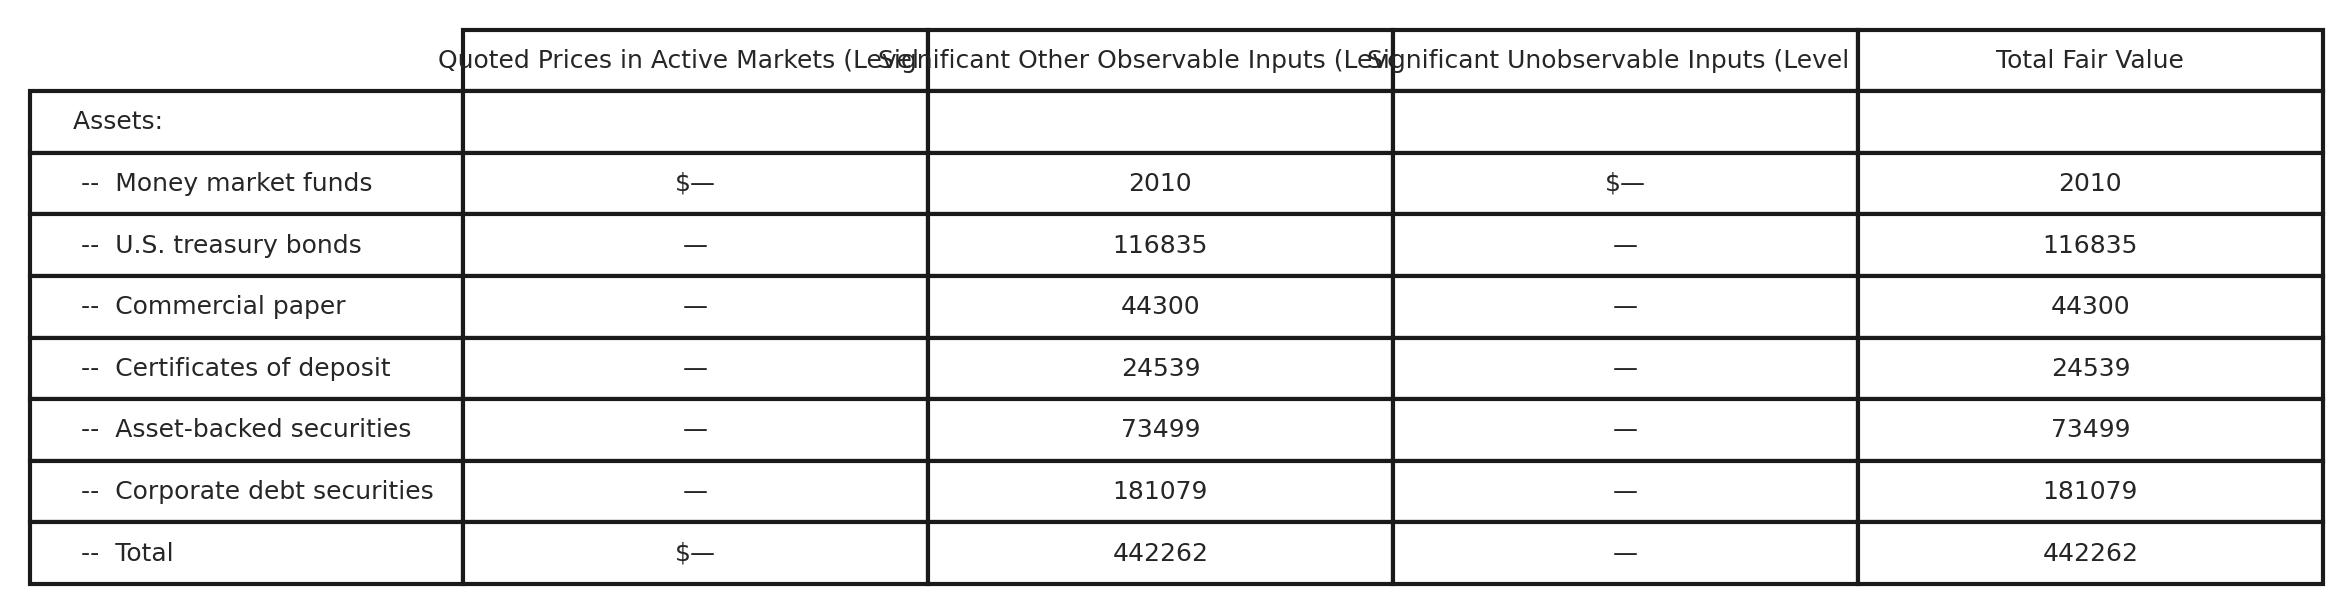 Quoted Prices in Active Markets (Level Significant Other Observable Inputs (Level Significant Unobservable Inputs (Level Total Fair Value
Assets:
-- Money market funds $— 2010 $— 2010
-- U.S. treasury bonds — 116835 — 116835
-- Commercial paper — 44300 — 44300
-- Certificates of deposit — 24539 — 24539
-- Asset-backed securities — 73499 — 73499
-- Corporate debt securities — 181079 — 181079
-- Total $— 442262 — 442262